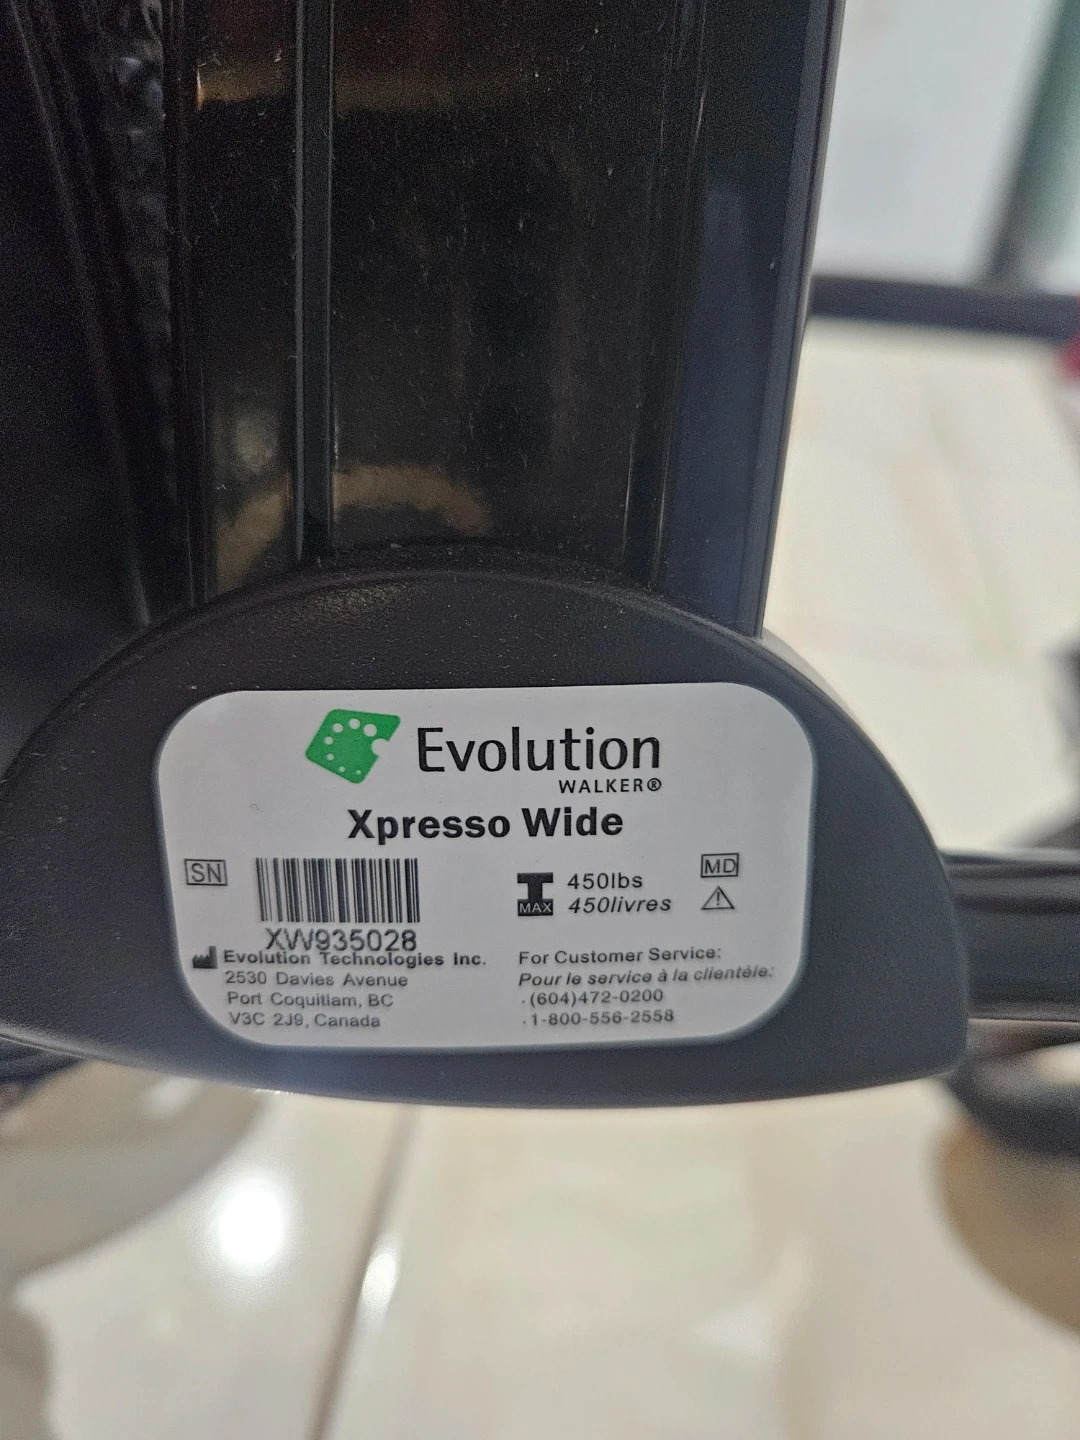 Evolution
WALKER®
Xpresso Wide
SN
XW935028
MAX
450lbs
450livres
MD
Evolution Technologies Inc.
2530 Davies Avenue
Port Coquitlam, BC
V3C 2J9, Canada
For Customer Service:
Pour le service à la clientèle:
.(604)472-0200
.1-800-556-2558